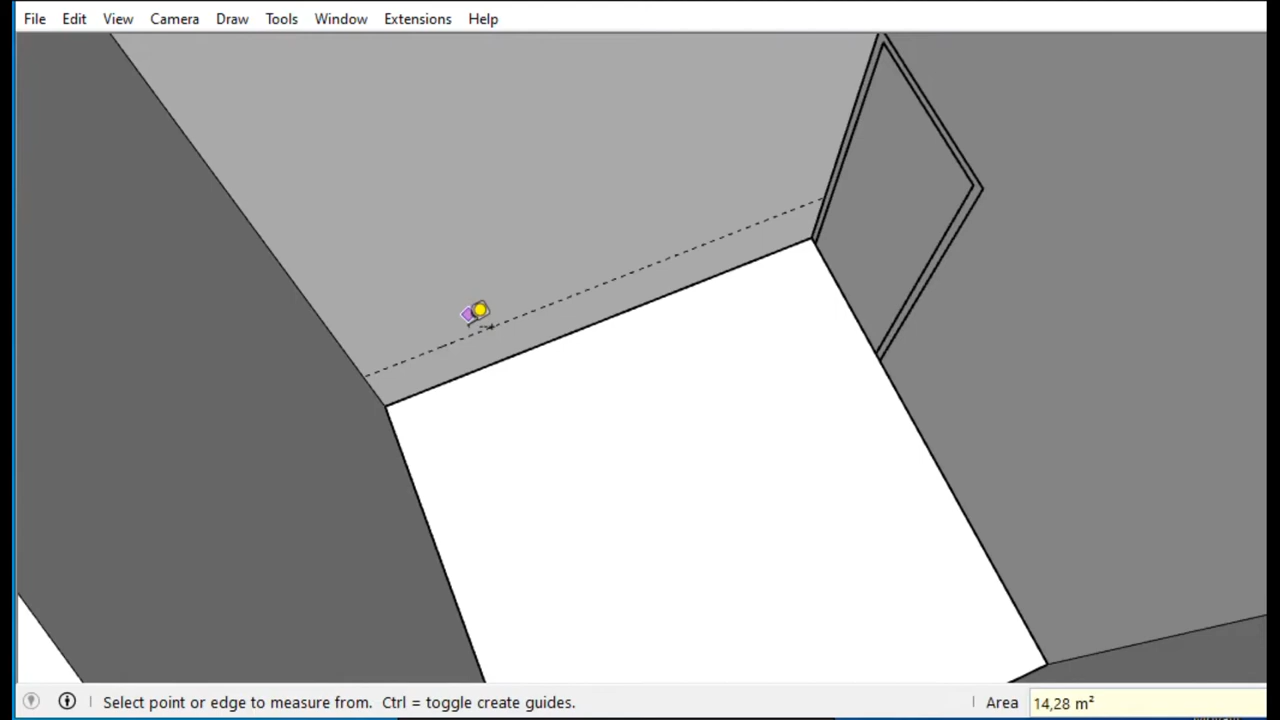 File Edit View Camera Draw Tools Window Extensions Help
Select point or edge to measure from. Ctrl = toggle create guides. Area 14,28 m²